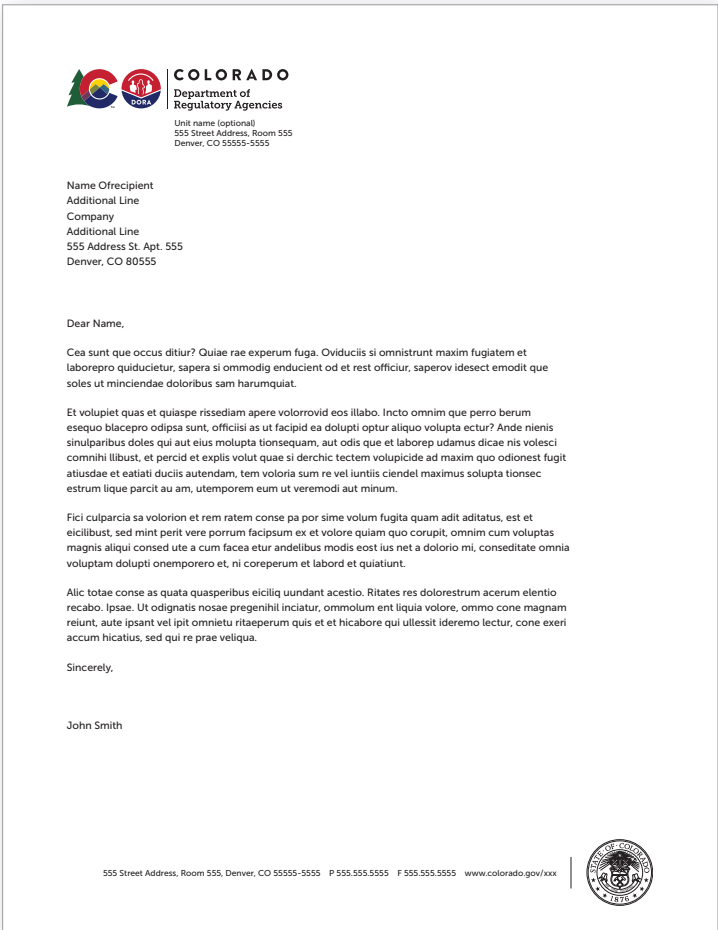 COLORADO
DORA
Department of
Regulatory Agencies
Unit name (optional)
555 Street Address, Room 555
Denver, CO 55555-5555
Name Ofrecipient
Additional Line
Company
Additional Line
555 Address St. Apt. 555
Denver, CO 80555
Dear Name,
Cea sunt que occus ditiur? Quiae rae experum fuga. Oviduciis si omnistrunt maxim fugiatem et
laborepro quiducietur, sapera si ommodig enducient od et rest officiur, saperov idesect emodit que
soles ut minciendae doloribus sam harumquiat.
Et volupiet quas et quiaspe rissediam apere volorrovid eos illabo. Incto omnim que perro berum
esequo blacepro odipsa sunt, officiisi as ut facipid ea dolupti optur aliquo volupta ectur? Ande nienis
sinulparibus doles qui aut eius molupta tionsequam, aut odis que et laborep udamus dicae nis volesci
comnihi llibust, et percid et explis volut quae si derchic tectem volupicide ad maxim quo odionest fugit
atiusdae et eatiati duciis autendam, tem voloria sum re vel iuntiis ciendel maximus solupta tionsec
estrum lique parcit au am, utemporem eum ut veremodi aut minum.
Fici culparcia sa volorion et rem ratem conse pa por sime volum fugita quam adit aditatus, est et
eicilibust, sed mint perit vere porrum facipsum ex et volore quiam quo corupit, omnim cum voluptas
magnis aliqui consed ute a cum facea etur andelibus modis eost ius net a dolorio mi, conseditate omnia
voluptam dolupti onemporero et, ni coreperum et labord et quiatiunt.
Alic totae conse as quata quasperibus eiciliq uundant acestio. Ritates res dolorestrum acerum elentio
recabo. Ipsae. Ut odignatis nosae pregenihil inciatur, ommolum ent liquia volore, ommo cone magnam
reiunt, aute ipsant vel ipit omnietu ritaeperum quis et et hicabore qui ullessit ideremo lectur, cone exeri
accum hicatius, sed qui re prae veliqua.
Sincerely,
John Smith
555 Street Address, Room 555, Denver, CO 55555-5555 P 555.555.5555 F 555.555.5555 www.colorado.gov/xxx
STATE OF COLORADO
1876